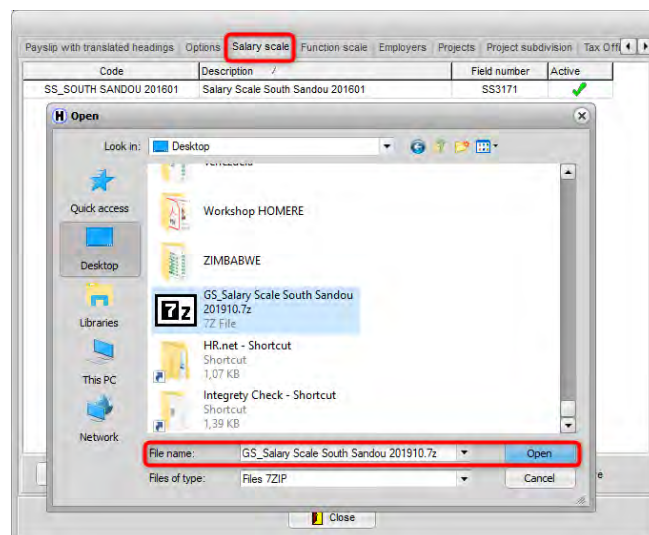 Payslip with translated headings Options Salary scale Function scale Employers Projects Project subdivision Tax Offi
Code Description / Field number Active
SS_SOUTH SANDOU 201601 Salary Scale South Sandou 201601 SS3171
H Open
Look in: Desktop
Quick access
Workshop HOMERE
Desktop
ZIMBABWE
7z
GS_Salary Scale South Sandou
201910.7z
7Z File
Libraries
HR.net - Shortcut
Shortcut
1,07 KB
This PC
Integrety Check - Shortcut
Shortcut
1,39 KB
Network
File name: GS_Salary Scale South Sandou 201910.7z Open
Files of type: Files 7ZIP Cancel
e
Close